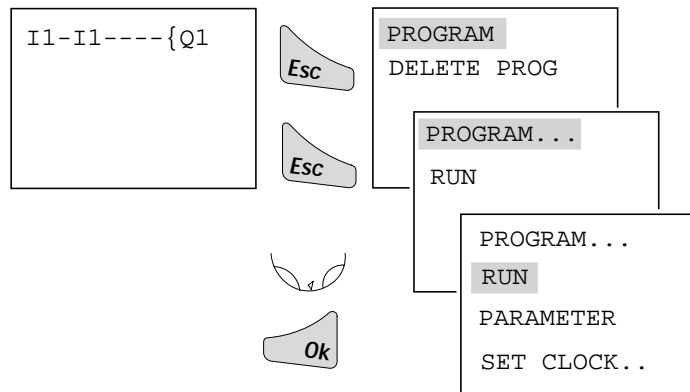 I1-I1----{Q1
Esc
PROGRAM
DELETE PROG
Esc
PROGRAM...
RUN
PROGRAM...
RUN
PARAMETER
SET CLOCK..
Ok